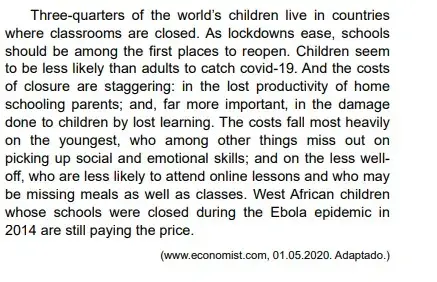 Three-quarters of the world’s children live in countries
where classrooms are closed. As lockdowns ease, schools
should be among the first places to reopen. Children seem
to be less likely than adults to catch covid-19. And the costs
of closure are staggering: in the lost productivity of home
schooling parents; and, far more important, in the damage
done to children by lost learning. The costs fall most heavily
on the youngest, who among other things miss out on
picking up social and emotional skills; and on the less well-
off, who are less likely to attend online lessons and who may
be missing meals as well as classes. West African children
whose schools were closed during the Ebola epidemic in
2014 are still paying the price.
(www.economist.com, 01.05.2020. Adaptado.)